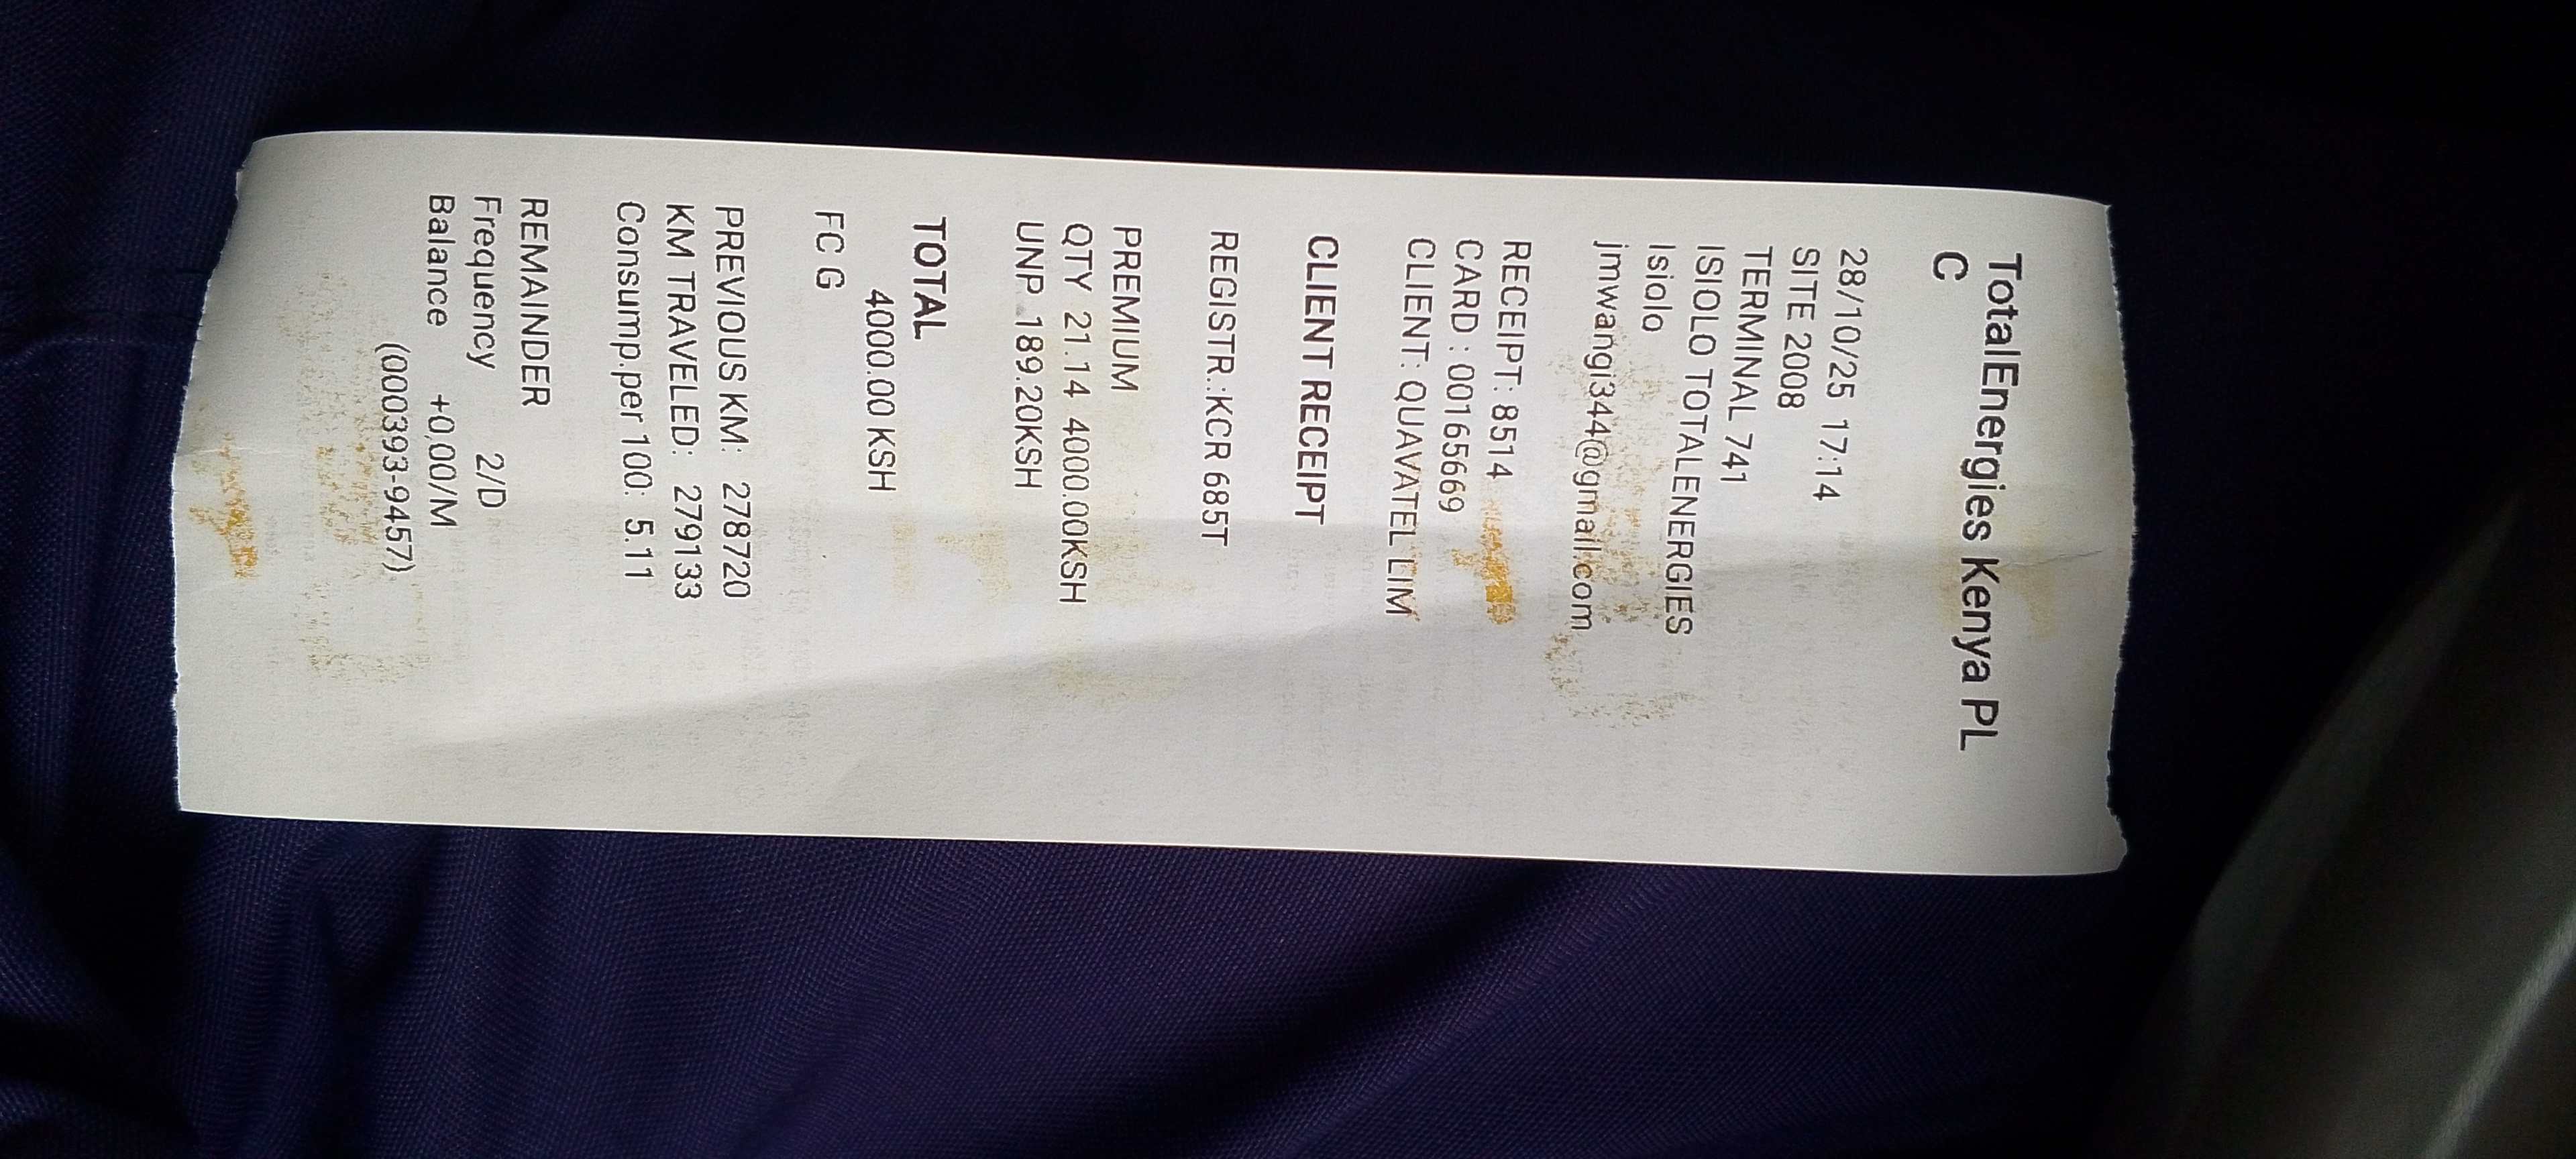 TotalEnergies Kenya PL
C
28/10/25 17:14
SITE 2008
TERMINAL 741
ISIOLO TOTALENERGIES
Isiolo
jmwangi344@gmail.com
RECEIPT: 8514
CARD : 00165669
CLIENT : QUAVATEL LIM
CLIENT RECEIPT
REGISTR.:KCR 685T
PREMIUM
QTY 21.14 4000.00KSH
UNP 189.20KSH
TOTAL
4000.00 KSH
FC G
PREVIOUS KM: 278720
KM TRAVELED: 279133
Consump.per 100: 5.11
REMAINDER
Frequency 2/D
Balance +0,00/M
(000393-9457)